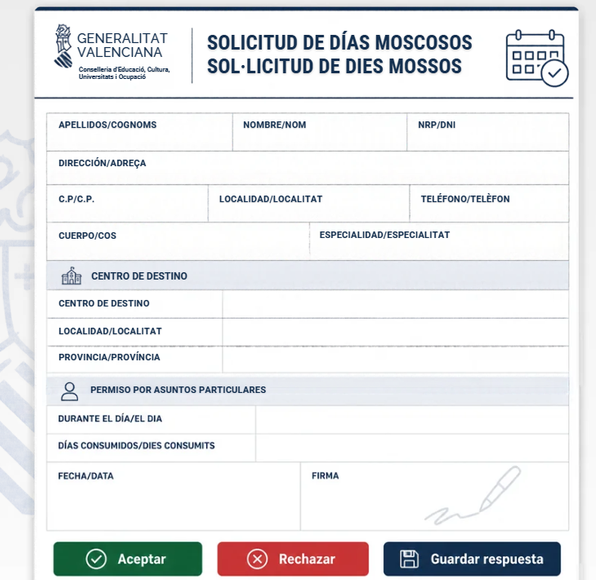 GENERALITAT
VALENCIANA
Conselleria d'Educació, Cultura,
Universitats i Ocupació
SOLICITUD DE DÍAS MOSCOSOS
SOL·LICITUD DE DIES MOSSOS
APELLIDOS/COGNOMS
NOMBRE/NOM
NRP/DNI
DIRECCIÓN/ADREÇA
C.P/C.P.
LOCALIDAD/LOCALITAT
TELÉFONO/TELÈFON
CUERPO/COS
ESPECIALIDAD/ESPECIALITAT
CENTRO DE DESTINO
CENTRO DE DESTINO
LOCALIDAD/LOCALITAT
PROVINCIA/PROVÍNCIA
PERMISO POR ASUNTOS PARTICULARES
DURANTE EL DÍA/EL DIA
DÍAS CONSUMIDOS/DIES CONSUMITS
FECHA/DATA
FIRMA
Aceptar
Rechazar
Guardar respuesta